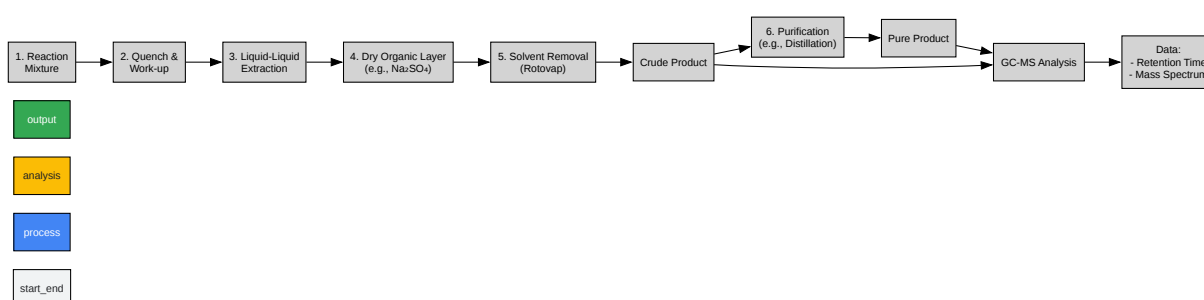 1. Reaction
Mixture
2. Quench &
Work-up
3. Liquid-Liquid
Extraction
4. Dry Organic Layer
(e.g., Na₂SO₄)
5. Solvent Removal
(Rotovap)
Crude Product
6. Purification
(e.g., Distillation)
Pure Product
GC-MS Analysis
Data:
- Retention Time
- Mass Spectrum
output
analysis
process
start_end